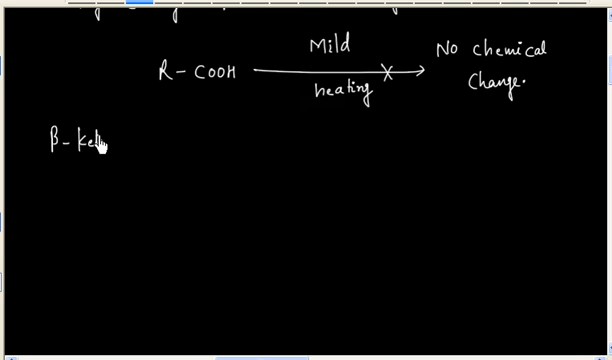 Mild
No chemical
R - COOH
heating
Change.
β - ke